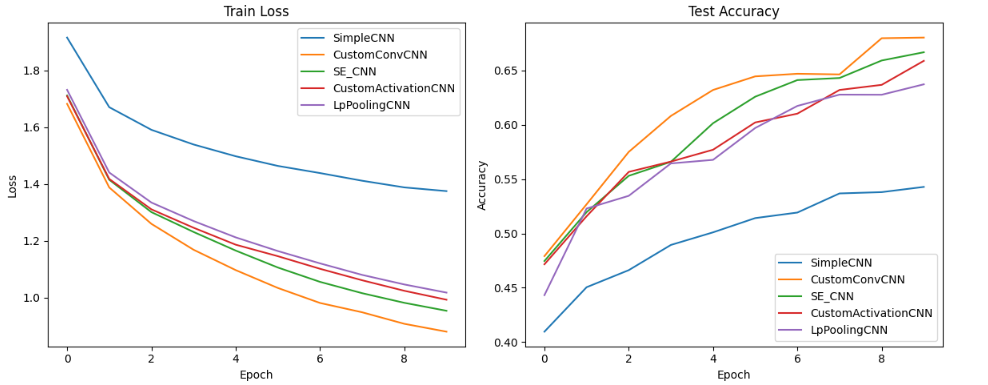 Train Loss
1.8
1.6
1.4
1.2
1.0
Loss
0
2
4
6
8
Epoch
SimpleCNN
CustomConvCNN
SE_CNN
CustomActivationCNN
LpPoolingCNN
Test Accuracy
0.65
0.60
0.55
0.50
0.45
0.40
Accuracy
0
2
4
6
8
Epoch
SimpleCNN
CustomConvCNN
SE_CNN
CustomActivationCNN
LpPoolingCNN